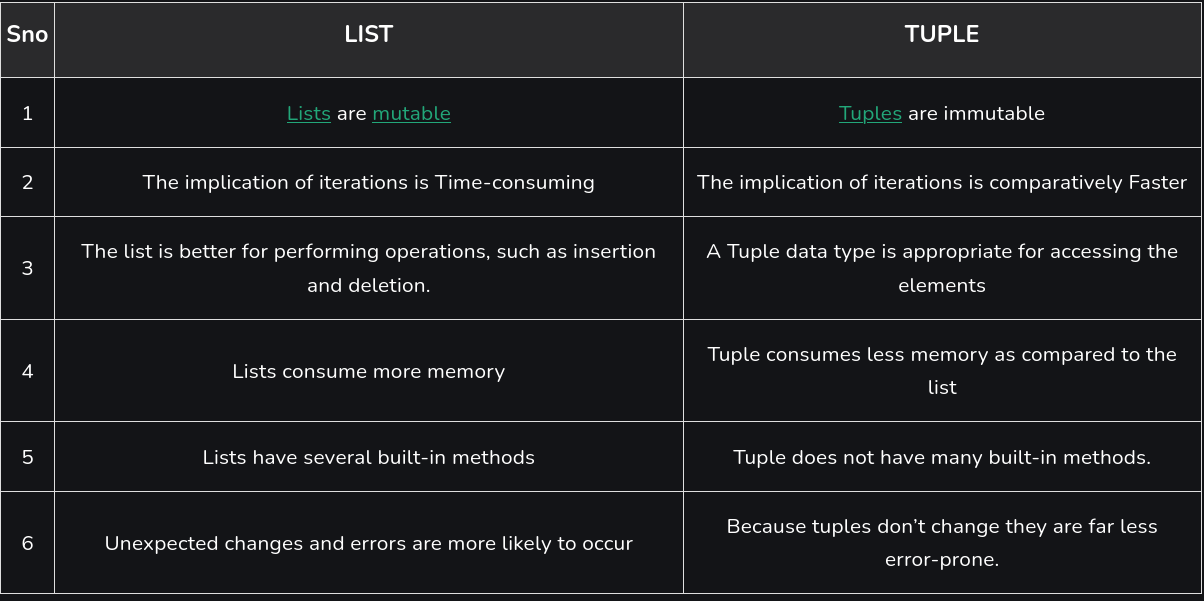 Sno LIST TUPLE
1 Lists are mutable Tuples are immutable
2 The implication of iterations is Time-consuming The implication of iterations is comparatively Faster
3 The list is better for performing operations, such as insertion
and deletion. A Tuple data type is appropriate for accessing the
elements
4 Lists consume more memory Tuple consumes less memory as compared to the
list
5 Lists have several built-in methods Tuple does not have many built-in methods.
6 Unexpected changes and errors are more likely to occur Because tuples don’t change they are far less
error-prone.